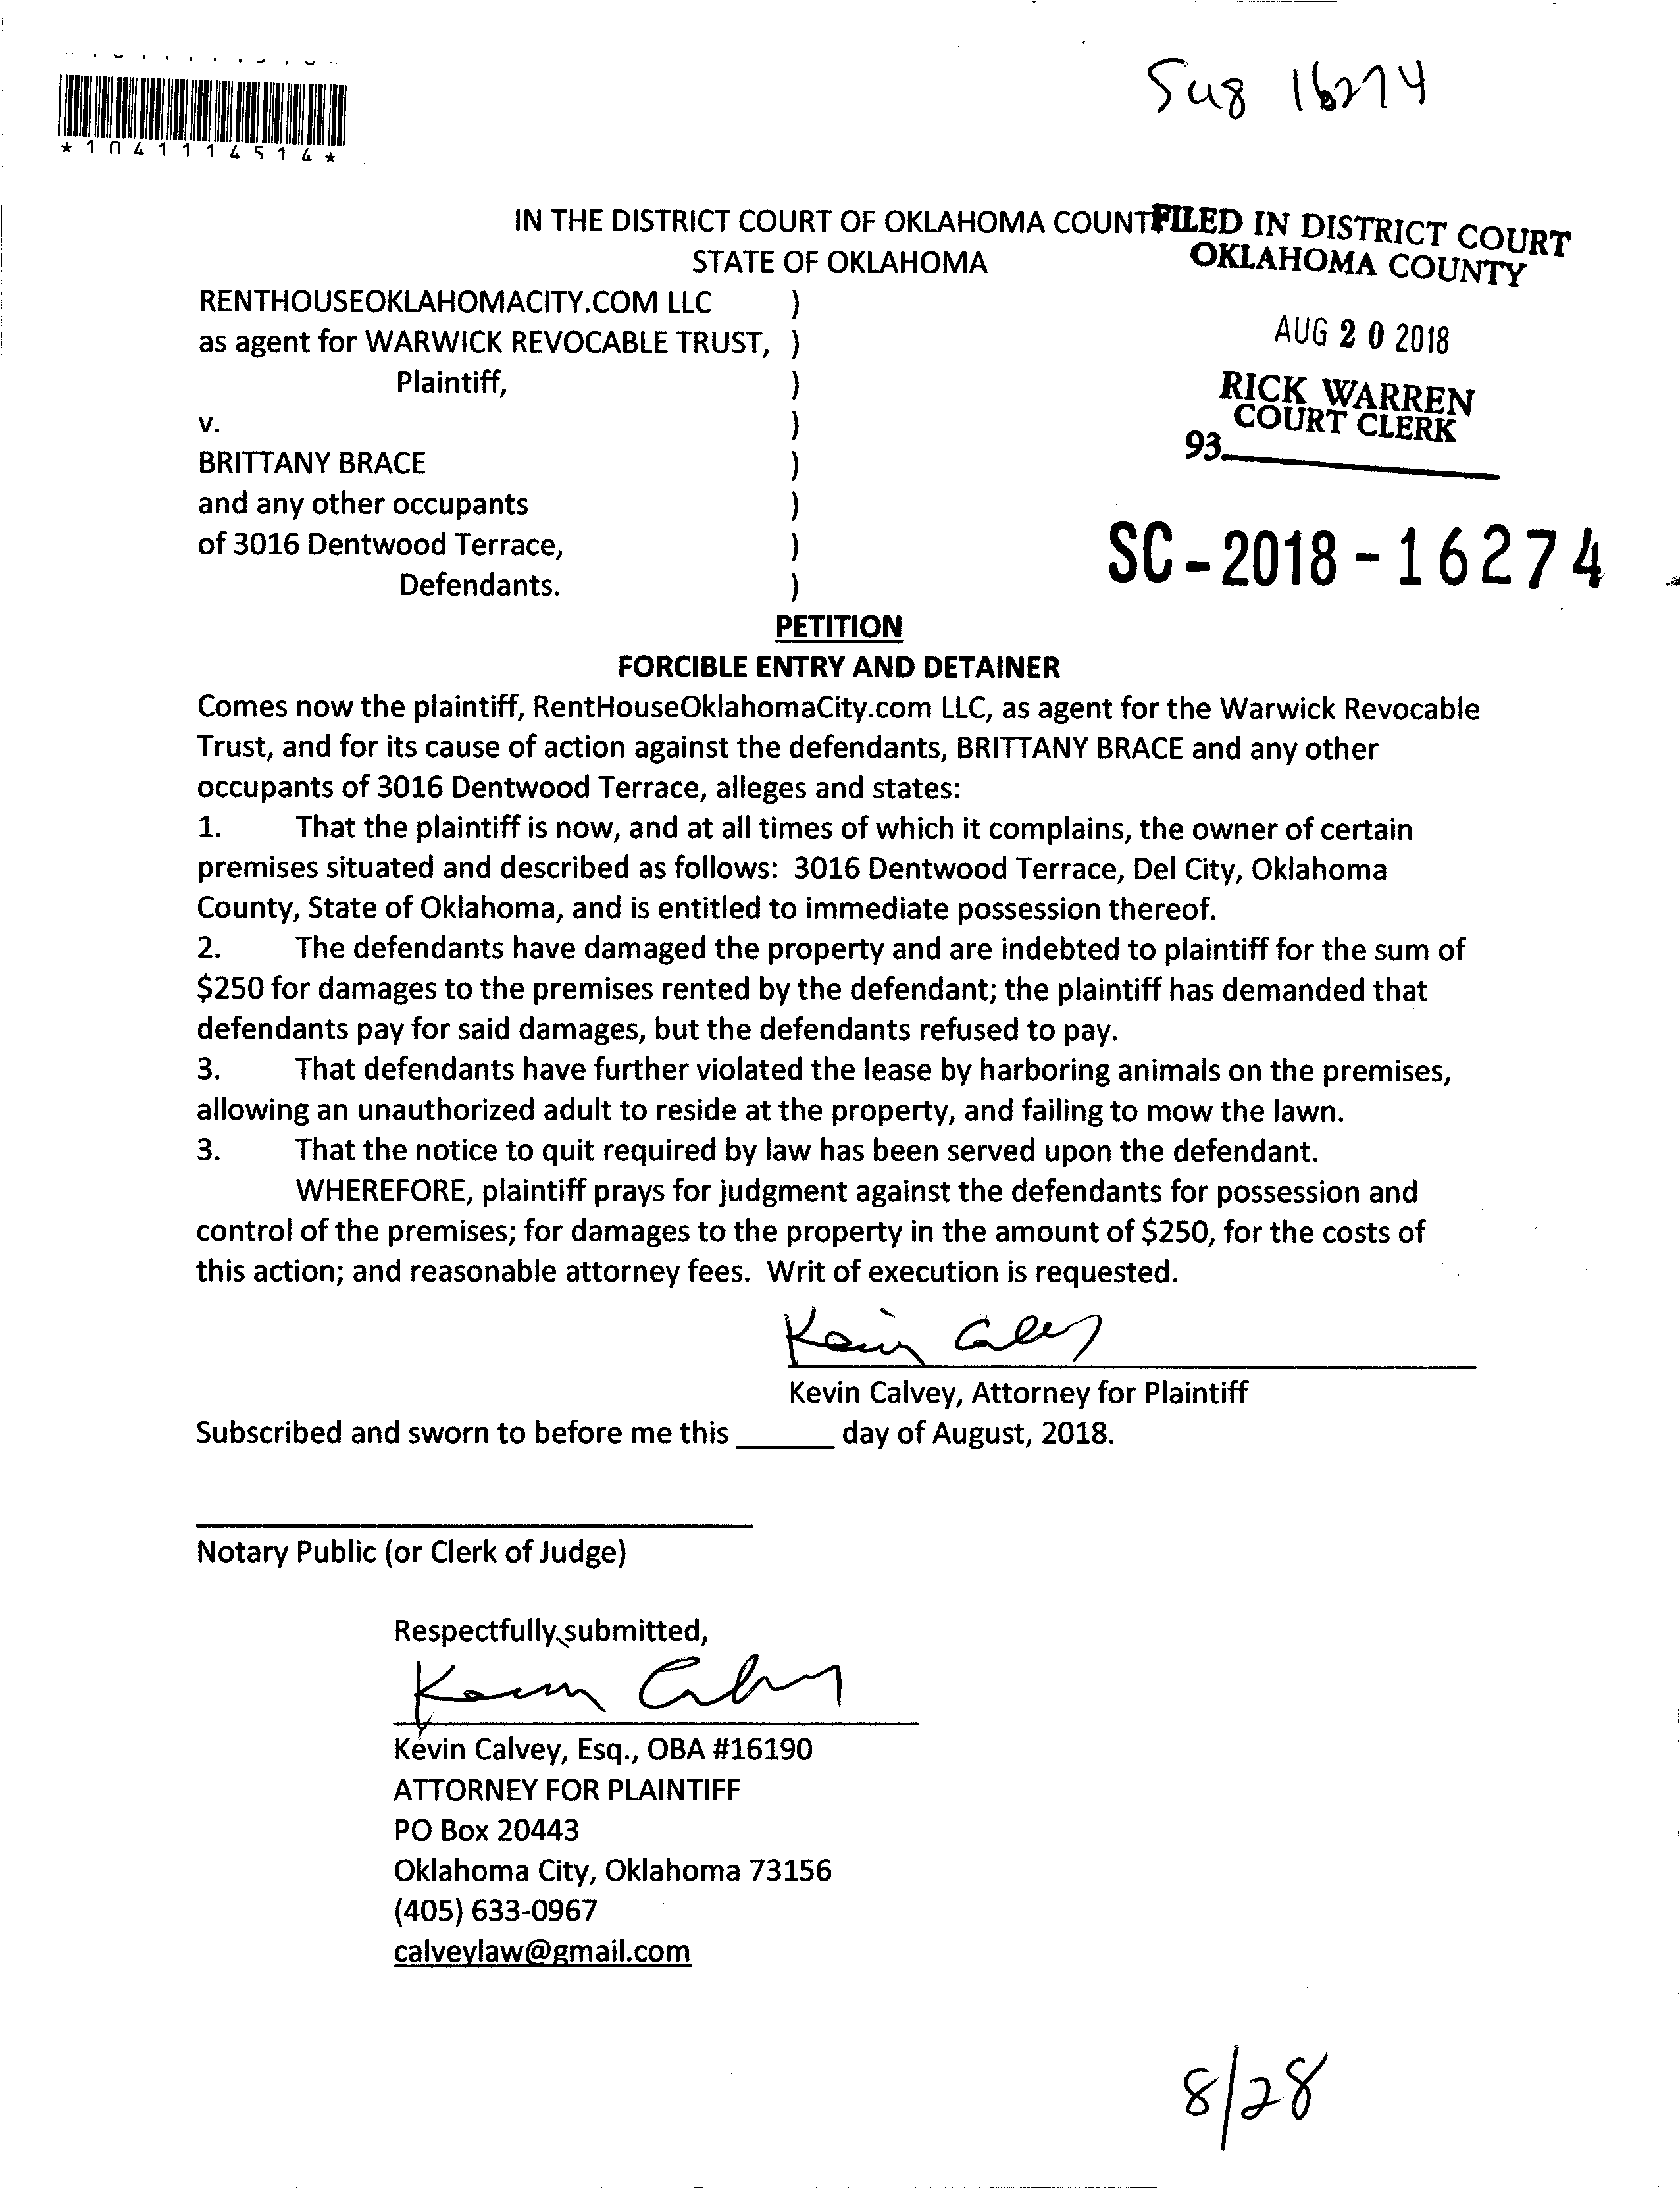 Sug 16274
*1041114514*
IN THE DISTRICT COURT OF OKLAHOMA COUNT
STATE OF OKLAHOMA
FILED IN DISTRICT COURT
OKLAHOMA COUNTY
AUG 20 2018
RICK WARREN
COURT CLERK
93
SC-2018-16274
RENTHOUSEOKLAHOMACITY.COM LLC )
as agent for WARWICK REVOCABLE TRUST, )
Plaintiff, )
v. )
BRITTANY BRACE )
and any other occupants )
of 3016 Dentwood Terrace, )
Defendants. )
PETITION
FORCIBLE ENTRY AND DETAINER
Comes now the plaintiff, RentHouseOklahomaCity.com LLC, as agent for the Warwick Revocable
Trust, and for its cause of action against the defendants, BRITTANY BRACE and any other
occupants of 3016 Dentwood Terrace, alleges and states:
1. That the plaintiff is now, and at all times of which it complains, the owner of certain
premises situated and described as follows: 3016 Dentwood Terrace, Del City, Oklahoma
County, State of Oklahoma, and is entitled to immediate possession thereof.
2. The defendants have damaged the property and are indebted to plaintiff for the sum of
$250 for damages to the premises rented by the defendant; the plaintiff has demanded that
defendants pay for said damages, but the defendants refused to pay.
3. That defendants have further violated the lease by harboring animals on the premises,
allowing an unauthorized adult to reside at the property, and failing to mow the lawn.
3. That the notice to quit required by law has been served upon the defendant.
WHEREFORE, plaintiff prays for judgment against the defendants for possession and
control of the premises; for damages to the property in the amount of $250, for the costs of
this action; and reasonable attorney fees. Writ of execution is requested.
Kevin Calvey
Kevin Calvey, Attorney for Plaintiff
Subscribed and sworn to before me this ______ day of August, 2018.
Notary Public (or Clerk of Judge)
Respectfully submitted,
Kevin Calvey
Kevin Calvey, Esq., OBA #16190
ATTORNEY FOR PLAINTIFF
PO Box 20443
Oklahoma City, Oklahoma 73156
(405) 633-0967
calveylaw@gmail.com
8/28